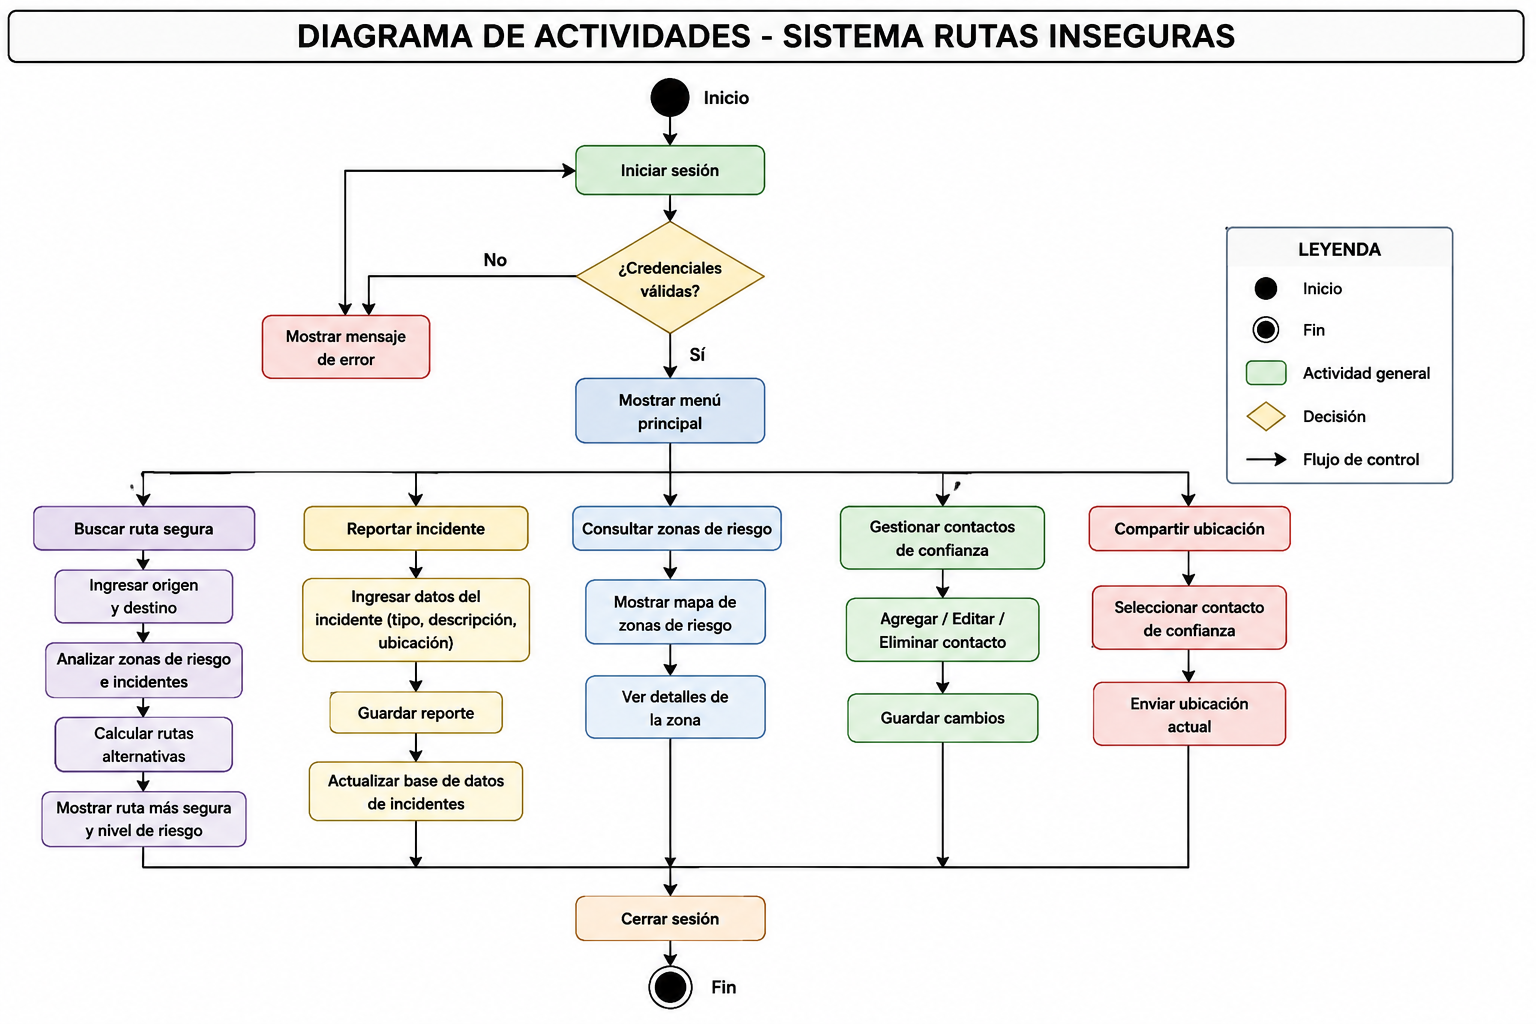 DIAGRAMA DE ACTIVIDADES - SISTEMA RUTAS INSEGURAS
Inicio
Iniciar sesión
No
¿Credenciales
válidas?
Mostrar mensaje
de error
Sí
Mostrar menú
principal
LEYENDA
Inicio
Fin
Actividad general
Decisión
Flujo de control
Buscar ruta segura
Ingresar origen
y destino
Analizar zonas de riesgo
e incidentes
Calcular rutas
alternativas
Mostrar ruta más segura
y nivel de riesgo
Reportar incidente
Ingresar datos del
incidente (tipo, descripción,
ubicación)
Guardar reporte
Actualizar base de datos
de incidentes
Consultar zonas de riesgo
Mostrar mapa de
zonas de riesgo
Ver detalles de
la zona
Gestionar contactos
de confianza
Agregar / Editar /
Eliminar contacto
Guardar cambios
Compartir ubicación
Seleccionar contacto
de confianza
Enviar ubicación
actual
Cerrar sesión
Fin